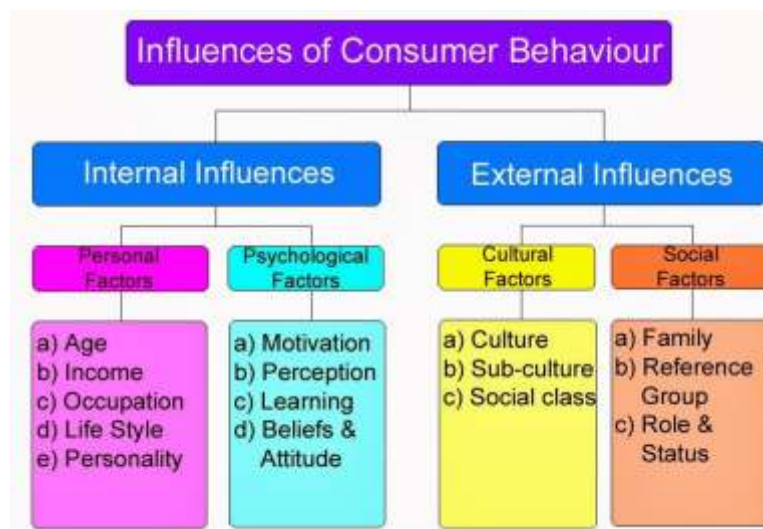 Influences of Consumer Behaviour
Internal Influences
External Influences
Personal
Factors
Psychological
Factors
Cultural
Factors
Social
Factors
a) Age
b) Income
c) Occupation
d) Life Style
e) Personality
a) Motivation
b) Perception
c) Learning
d) Beliefs &
Attitude
a) Culture
b) Sub-culture
c) Social class
a) Family
b) Reference
Group
c) Role &
Status